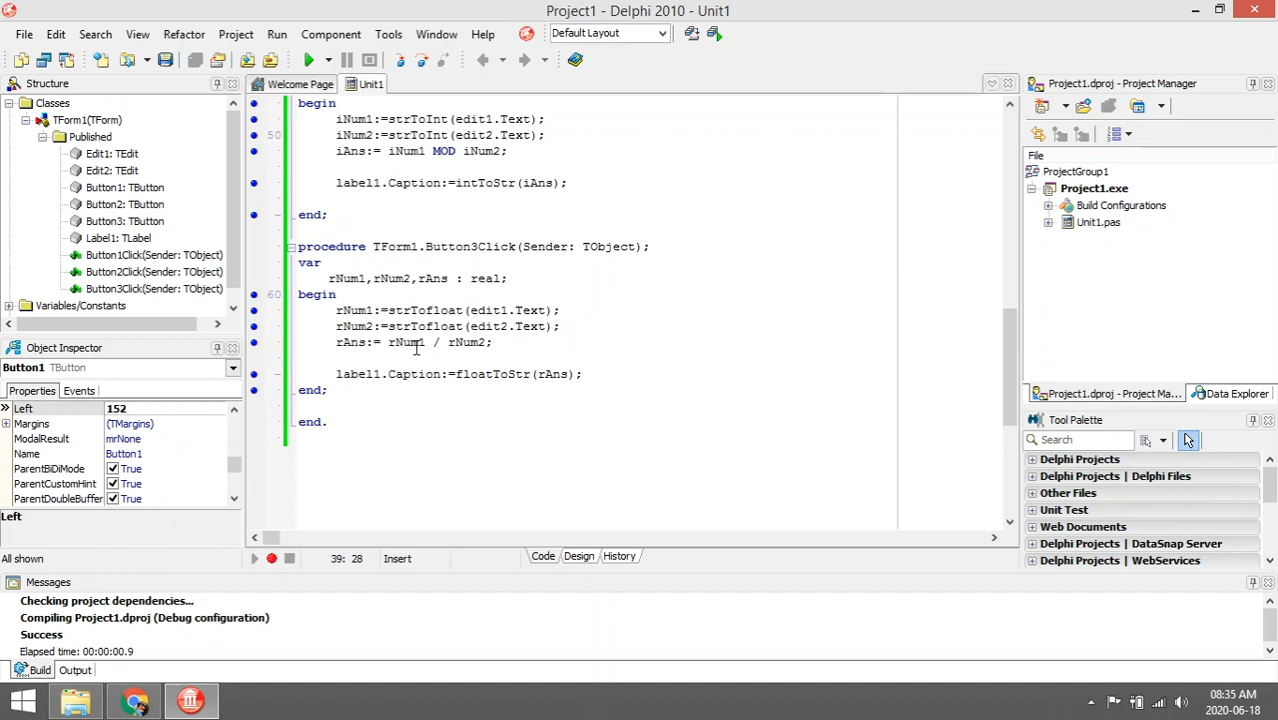 Project1 - Delphi 2010 - Unit1
File Edit Search View Refactor Project Run Component Tools Window Help Default Layout
Structure
Classes
TForm1(TForm)
Published
Edit1: TEdit
Edit2: TEdit
Button1: TButton
Button2: TButton
Button3: TButton
Label1: TLabel
Button1Click(Sender: TObject)
Button2Click(Sender: TObject)
Button3Click(Sender: TObject)
Variables/Constants
Object Inspector
Button1 TButton
Properties Events
Left 152
Margins (TMargins)
ModalResult mrNone
Name Button1
ParentBiDiMode True
ParentCustomHint True
ParentDoubleBuffer True
Left
All shown
Welcome Page Unit1
begin
iNum1:=strToInt(edit1.Text);
50 iNum2:=strToInt(edit2.Text);
iAns:= iNum1 MOD iNum2;
label1.Caption:=intToStr(iAns);
end;
procedure TForm1.Button3Click(Sender: TObject);
var
rNum1,rNum2,rAns : real;
60 begin
rNum1:=strTofloat(edit1.Text);
rNum2:=strTofloat(edit2.Text);
rAns:= rNum1 / rNum2;
label1.Caption:=floatToStr(rAns);
end;
end.
39: 28 Insert Code Design History
Project1.dproj - Project Manager
File
ProjectGroup1
Project1.exe
Build Configurations
Unit1.pas
Project1.dproj - Project Ma... Data Explorer
Tool Palette
Search
Delphi Projects
Delphi Projects | Delphi Files
Other Files
Unit Test
Web Documents
DataSnap Server
Delphi Projects | WebServices
Messages
Checking project dependencies...
Compiling Project1.dproj (Debug configuration)
Success
Elapsed time: 00:00:00.9
Build Output
08:35 AM
2020-06-18